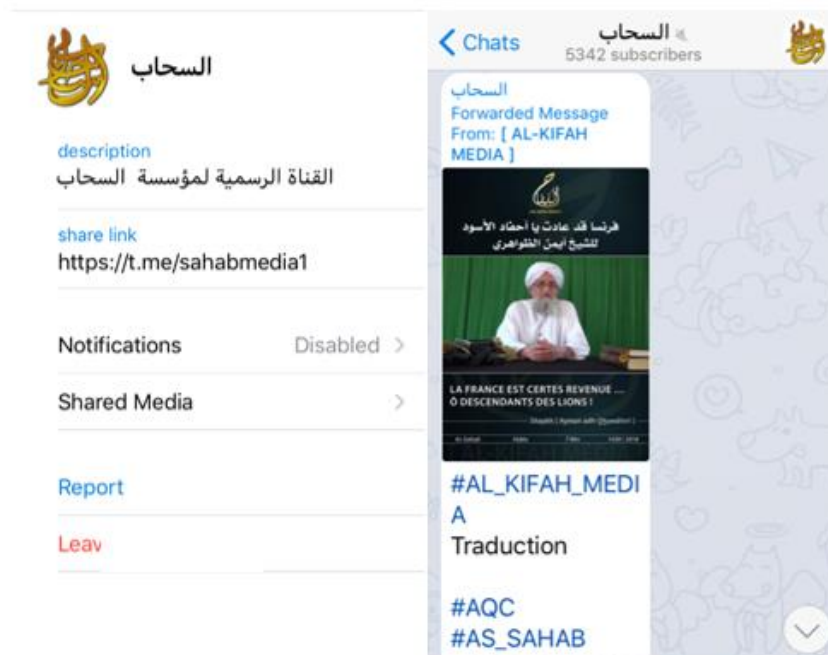 السحاب
description
القناة الرسمية لمؤسسة السحاب
share link
https://t.me/sahabmedia1
Notifications
Disabled
Shared Media
Report
Leav
Chats
السحاب
5342 subscribers
السحاب
Forwarded Message
From: [ AL-KIFAH
MEDIA ]
فرنسا قد عادت يا أحفاد الأسود
للشيخ أيمن الظواهري
LA FRANCE EST CERTES REVENUE ....
Ô DESCENDANTS DES LIONS !
#AL_KIFAH_MEDI
A
Traduction
#AQC
#AS_SAHAB